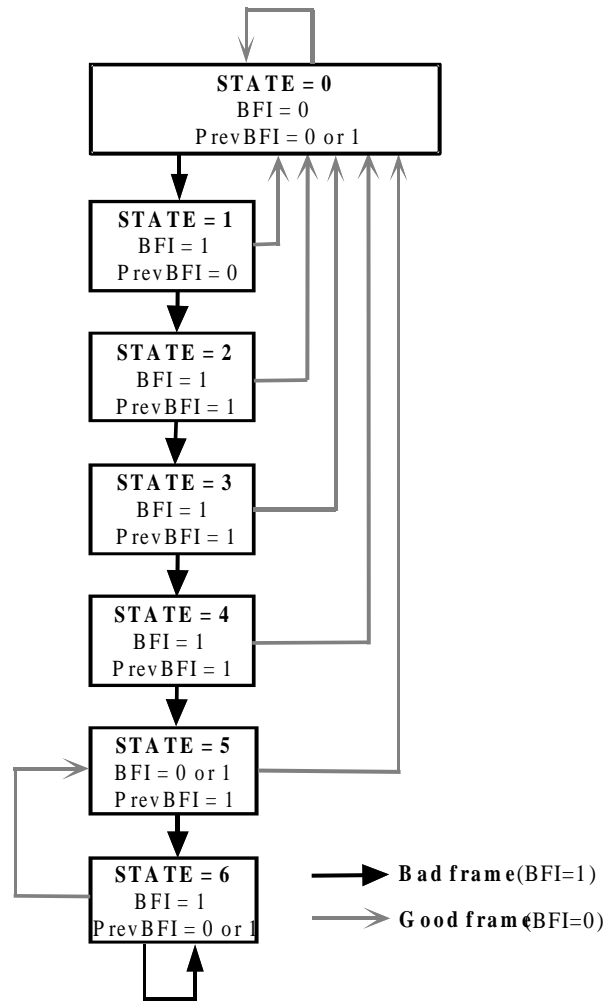 STATE = 0
BFI = 0
PrevBFI = 0 or 1
STATE = 1
BFI = 1
PrevBFI = 0
STATE = 2
BFI = 1
PrevBFI = 1
STATE = 3
BFI = 1
PrevBFI = 1
STATE = 4
BFI = 1
PrevBFI = 1
STATE = 5
BFI = 0 or 1
PrevBFI = 1
STATE = 6
BFI = 1
PrevBFI = 0 or 1
Bad frame (BFI=1)
Good frame (BFI=0)